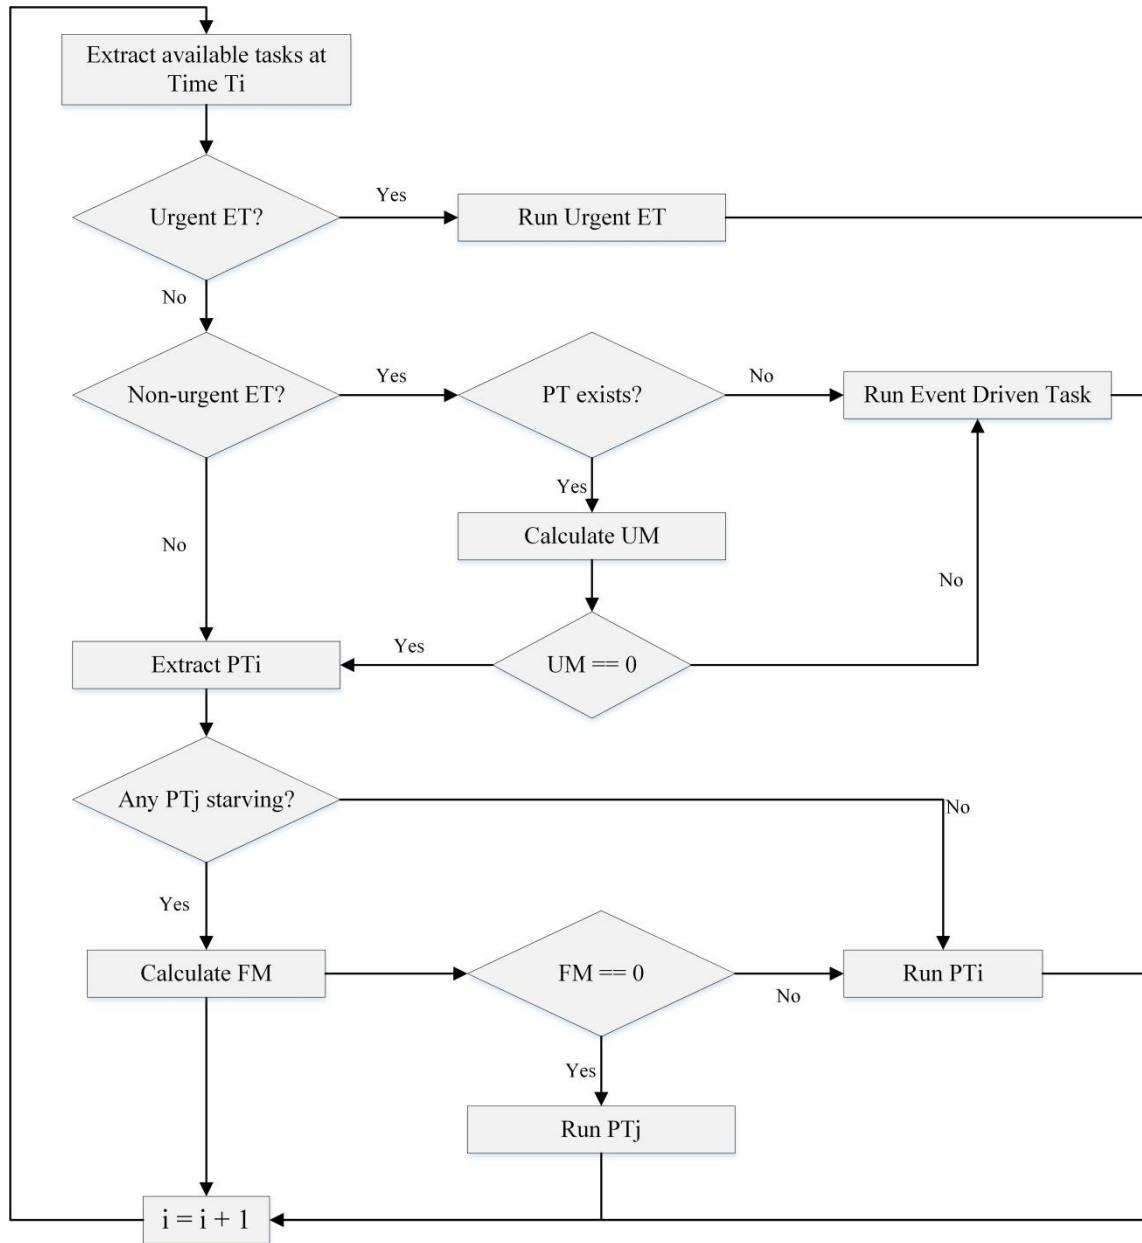 Extract available tasks at
Time Ti
Urgent ET?
Yes
Run Urgent ET
No
Non-urgent ET?
Yes
PT exists?
No
Run Event Driven Task
Yes
Calculate UM
No
No
Extract PTi
Yes
UM == 0
Any PTj starving?
No
Yes
Calculate FM
FM == 0
No
Run PTi
Yes
Run PTj
i = i + 1